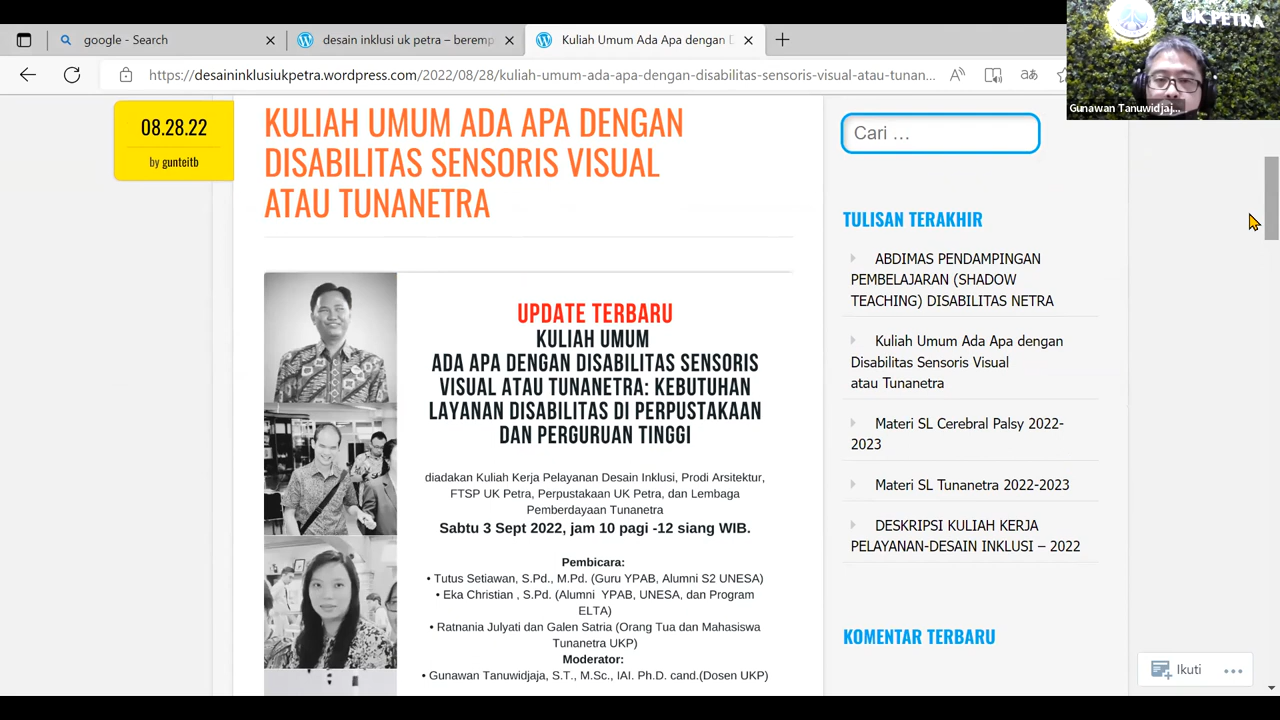 google - Search
desain inklusi uk petra – beremp
Kuliah Umum Ada Apa dengan D
https://desaininklusiukpetra.wordpress.com/2022/08/28/kuliah-umum-ada-apa-dengan-disabilitas-sensoris-visual-atau-tunan...
UK PETRA
Gunawan Tanuwidjaj...
08.28.22
by gunteitb
KULIAH UMUM ADA APA DENGAN
DISABILITAS SENSORIS VISUAL
ATAU TUNANETRA
UPDATE TERBARU
KULIAH UMUM
ADA APA DENGAN DISABILITAS SENSORIS
VISUAL ATAU TUNANETRA: KEBUTUHAN
LAYANAN DISABILITAS DI PERPUSTAKAAN
DAN PERGURUAN TINGGI
diadakan Kuliah Kerja Pelayanan Desain Inklusi, Prodi Arsitektur,
FTSP UK Petra, Perpustakaan UK Petra, dan Lembaga
Pemberdayaan Tunanetra
Sabtu 3 Sept 2022, jam 10 pagi -12 siang WIB.
Pembicara:
• Tutus Setiawan, S.Pd., M.Pd. (Guru YPAB, Alumni S2 UNESA)
• Eka Christian , S.Pd. (Alumni YPAB, UNESA, dan Program
ELTA)
• Ratnania Julyati dan Galen Satria (Orang Tua dan Mahasiswa
Tunanetra UKP)
Moderator:
• Gunawan Tanuwidjaja, S.T., M.Sc., IAI. Ph.D. cand.(Dosen UKP)
Cari …
TULISAN TERAKHIR
ABDIMAS PENDAMPINGAN
PEMBELAJARAN (SHADOW
TEACHING) DISABILITAS NETRA
Kuliah Umum Ada Apa dengan
Disabilitas Sensoris Visual
atau Tunanetra
Materi SL Cerebral Palsy 2022-
2023
Materi SL Tunanetra 2022-2023
DESKRIPSI KULIAH KERJA
PELAYANAN-DESAIN INKLUSI – 2022
KOMENTAR TERBARU
Ikuti